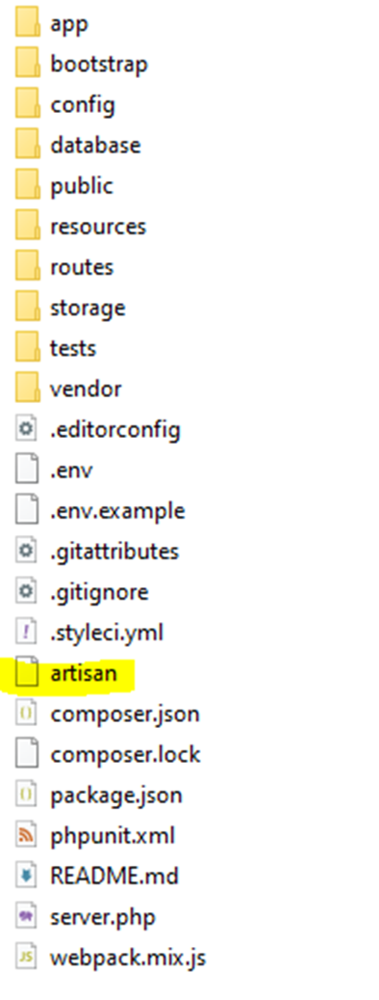 app
bootstrap
config
database
public
resources
routes
storage
tests
vendor
.editorconfig
.env
.env.example
.gitattributes
.gitignore
.styleci.yml
artisan
composer.json
composer.lock
package.json
phpunit.xml
README.md
server.php
webpack.mix.js